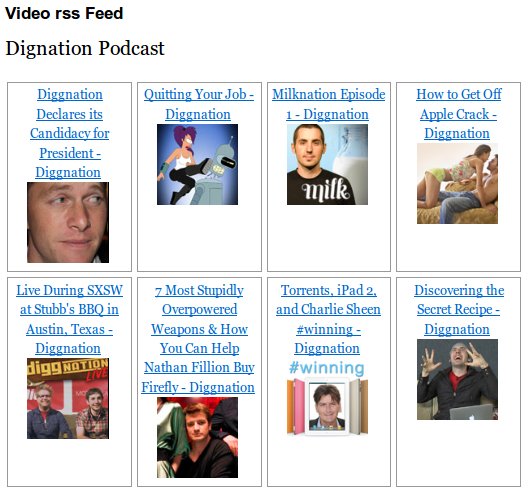 Video rss Feed
Dignation Podcast
Diggnation
Declares its
Candidacy for
President -
Diggnation
Quitting Your Job -
Diggnation
Milknation Episode
1 - Diggnation
milk
How to Get Off
Apple Crack -
Diggnation
Live During SXSW
at Stubb's BBQ in
Austin, Texas -
Diggnation
diggnation
LIVE
7 Most Stupidly
Overpowered
Weapons & How
You Can Help
Nathan Fillion Buy
Firefly - Diggnation
Torrents, iPad 2,
and Charlie Sheen
#winning -
Diggnation
#winning
Discovering the
Secret Recipe -
Diggnation